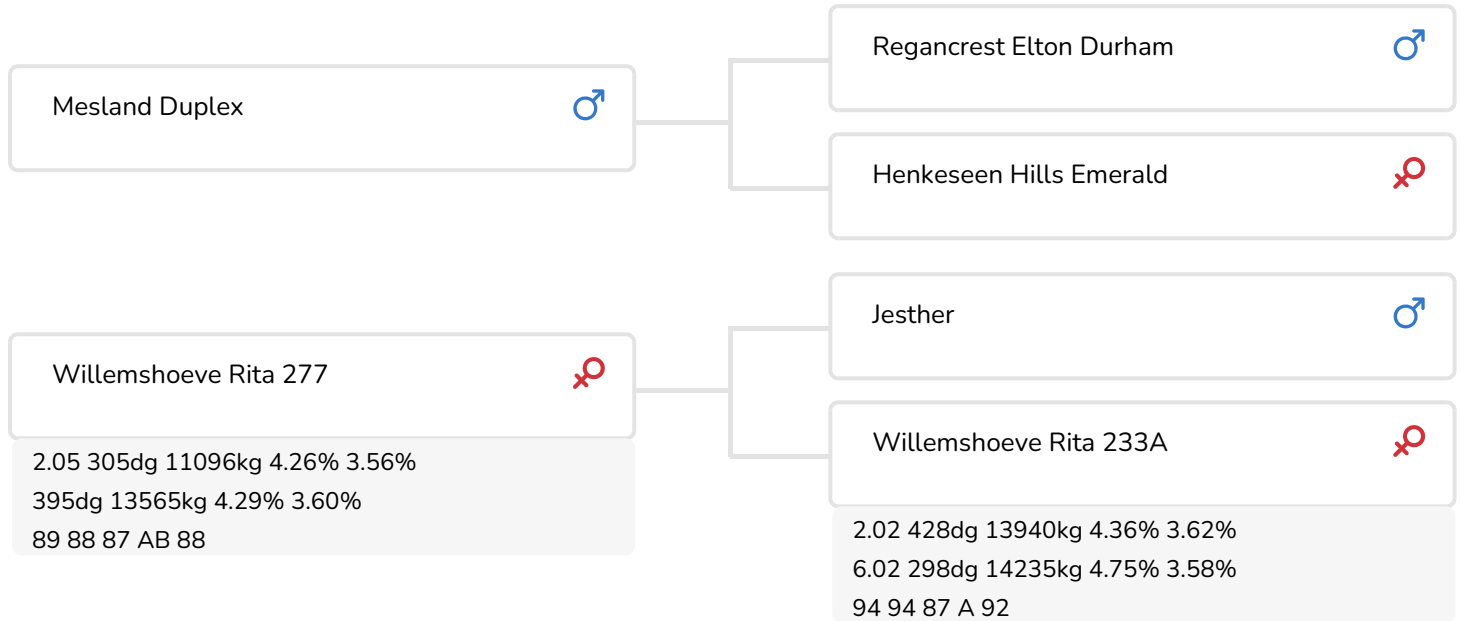 Regancrest Elton Durham
Mesland Duplex
Henkeseen Hills Emerald
Jesther
Willemshoeve Rita 277
Willemshoeve Rita 233A
2.05 305dg 11096kg 4.26% 3.56%
395dg 13565kg 4.29% 3.60%
89 88 87 AB 88
2.02 428dg 13940kg 4.36% 3.62%
6.02 298dg 14235kg 4.75% 3.58%
94 94 87 A 92